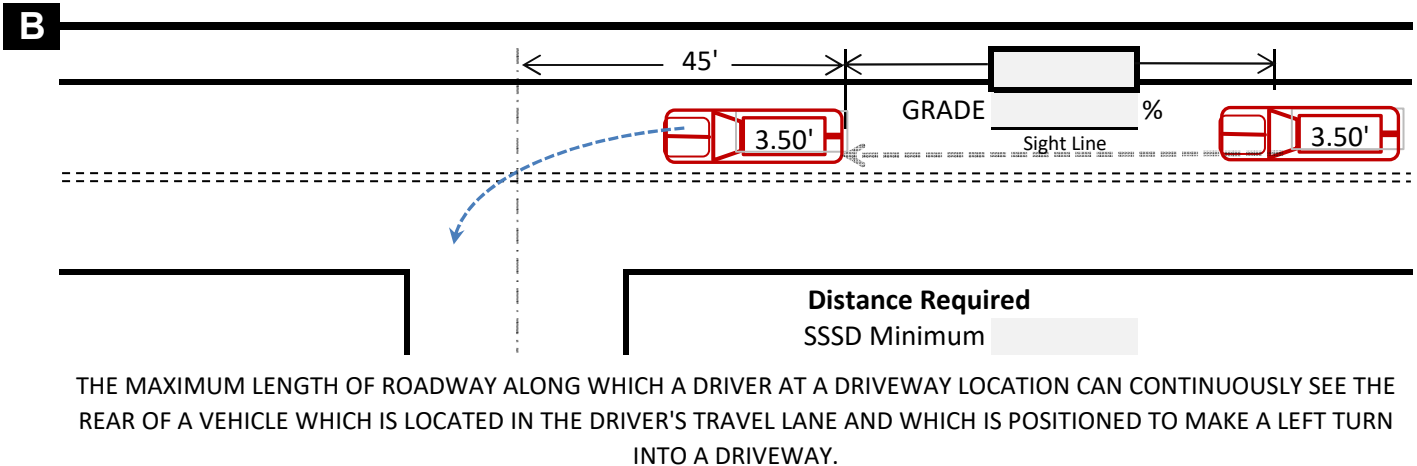 B
45'
GRADE %
3.50' Sight Line 3.50'
Distance Required
SSSD Minimum
THE MAXIMUM LENGTH OF ROADWAY ALONG WHICH A DRIVER AT A DRIVEWAY LOCATION CAN CONTINUOUSLY SEE THE
REAR OF A VEHICLE WHICH IS LOCATED IN THE DRIVER'S TRAVEL LANE AND WHICH IS POSITIONED TO MAKE A LEFT TURN
INTO A DRIVEWAY.